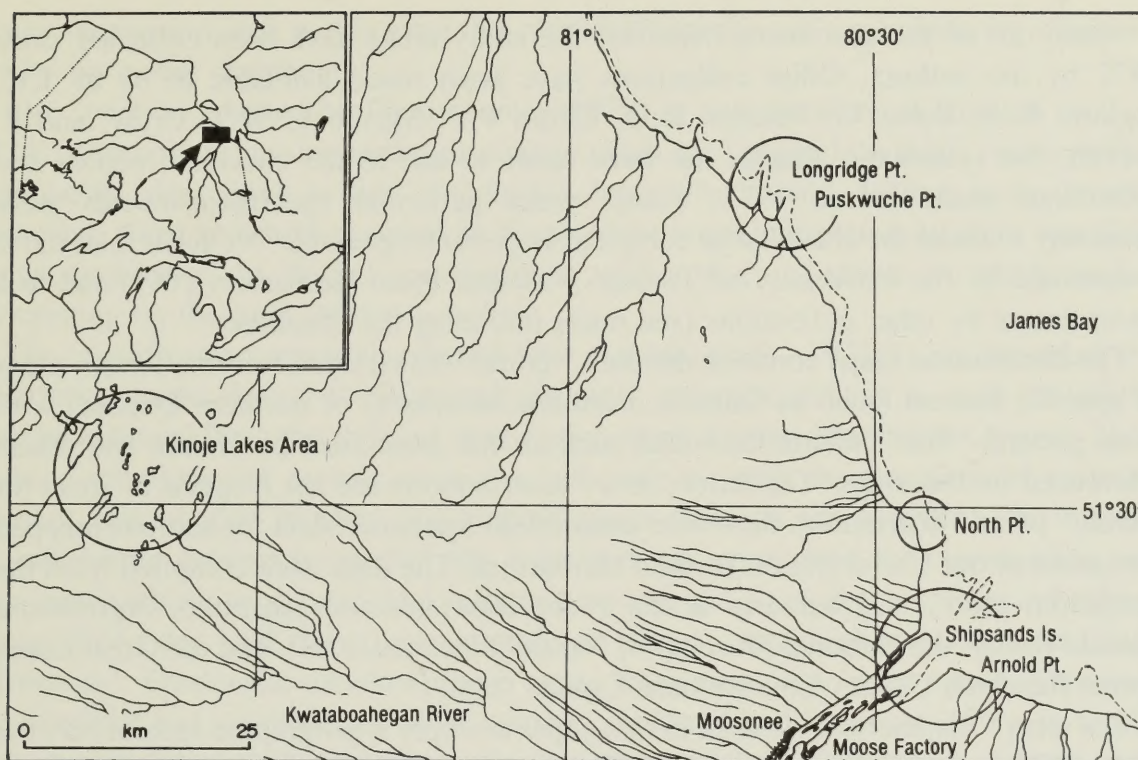 81°
80°30′
Longridge Pt.
Puskwuche Pt.
James Bay
Kinoje Lakes Area
51°30
North Pt.
Shipsands Is.
Arnold Pt.
Kwataboahegan River
Moosonee
Moose Factory
0 km 25